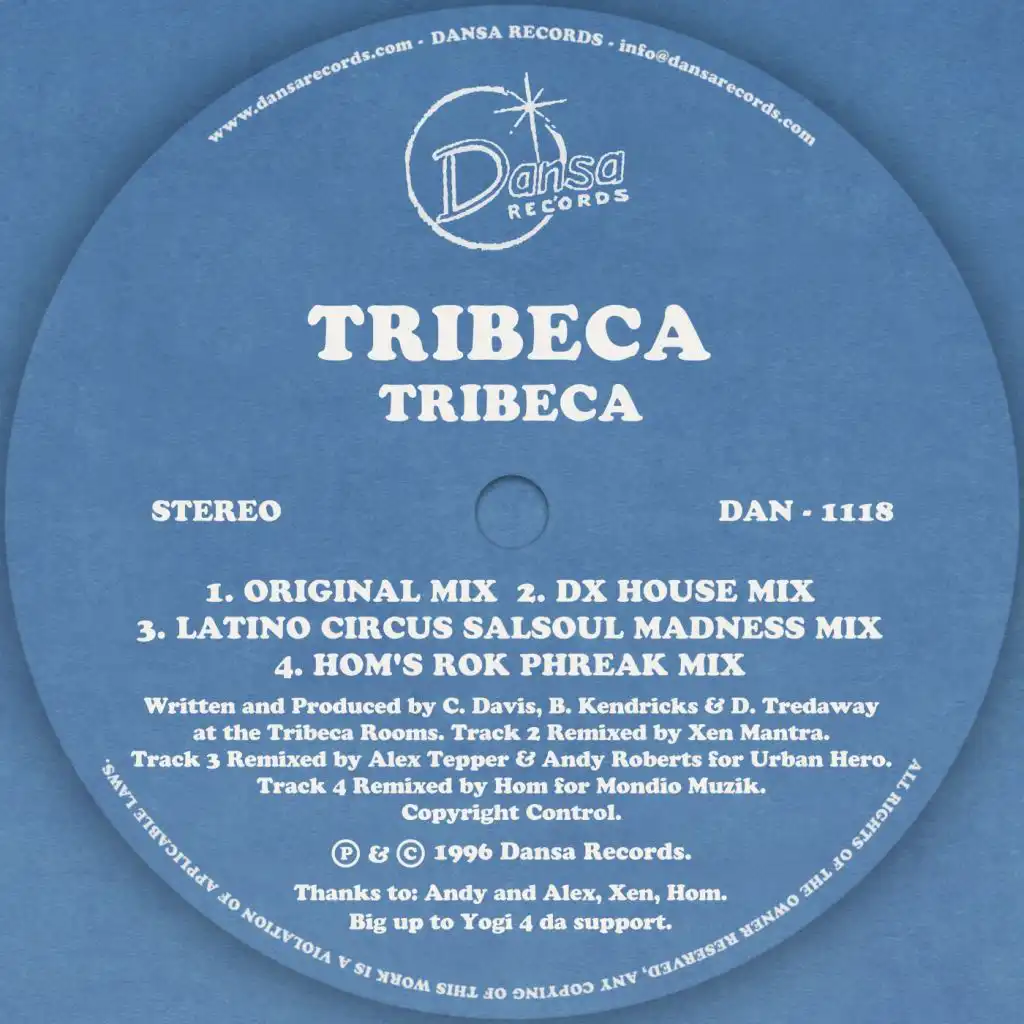 www.dansarecords.com - DANSA RECORDS - info@dansarecords.com
Dansa
RECORDS
TRIBECA
TRIBECA
STEREO
DAN - 1118
1. ORIGINAL MIX 2. DX HOUSE MIX
3. LATINO CIRCUS SALSOUL MADNESS MIX
4. HOM'S ROK PHREAK MIX
Written and Produced by C. Davis, B. Kendricks & D. Tredaway
at the Tribeca Rooms. Track 2 Remixed by Xen Mantra.
Track 3 Remixed by Alex Tepper & Andy Roberts for Urban Hero.
Track 4 Remixed by Hom for Mondio Muzik.
Copyright Control.
Ⓟ & © 1996 Dansa Records.
Thanks to: Andy and Alex, Xen, Hom.
Big up to Yogi 4 da support.
ALL RIGHTS OF THE OWNER RESERVED, ANY COPYING OF THIS WORK IS A VIOLATION OF APPLICABLE LAWS.